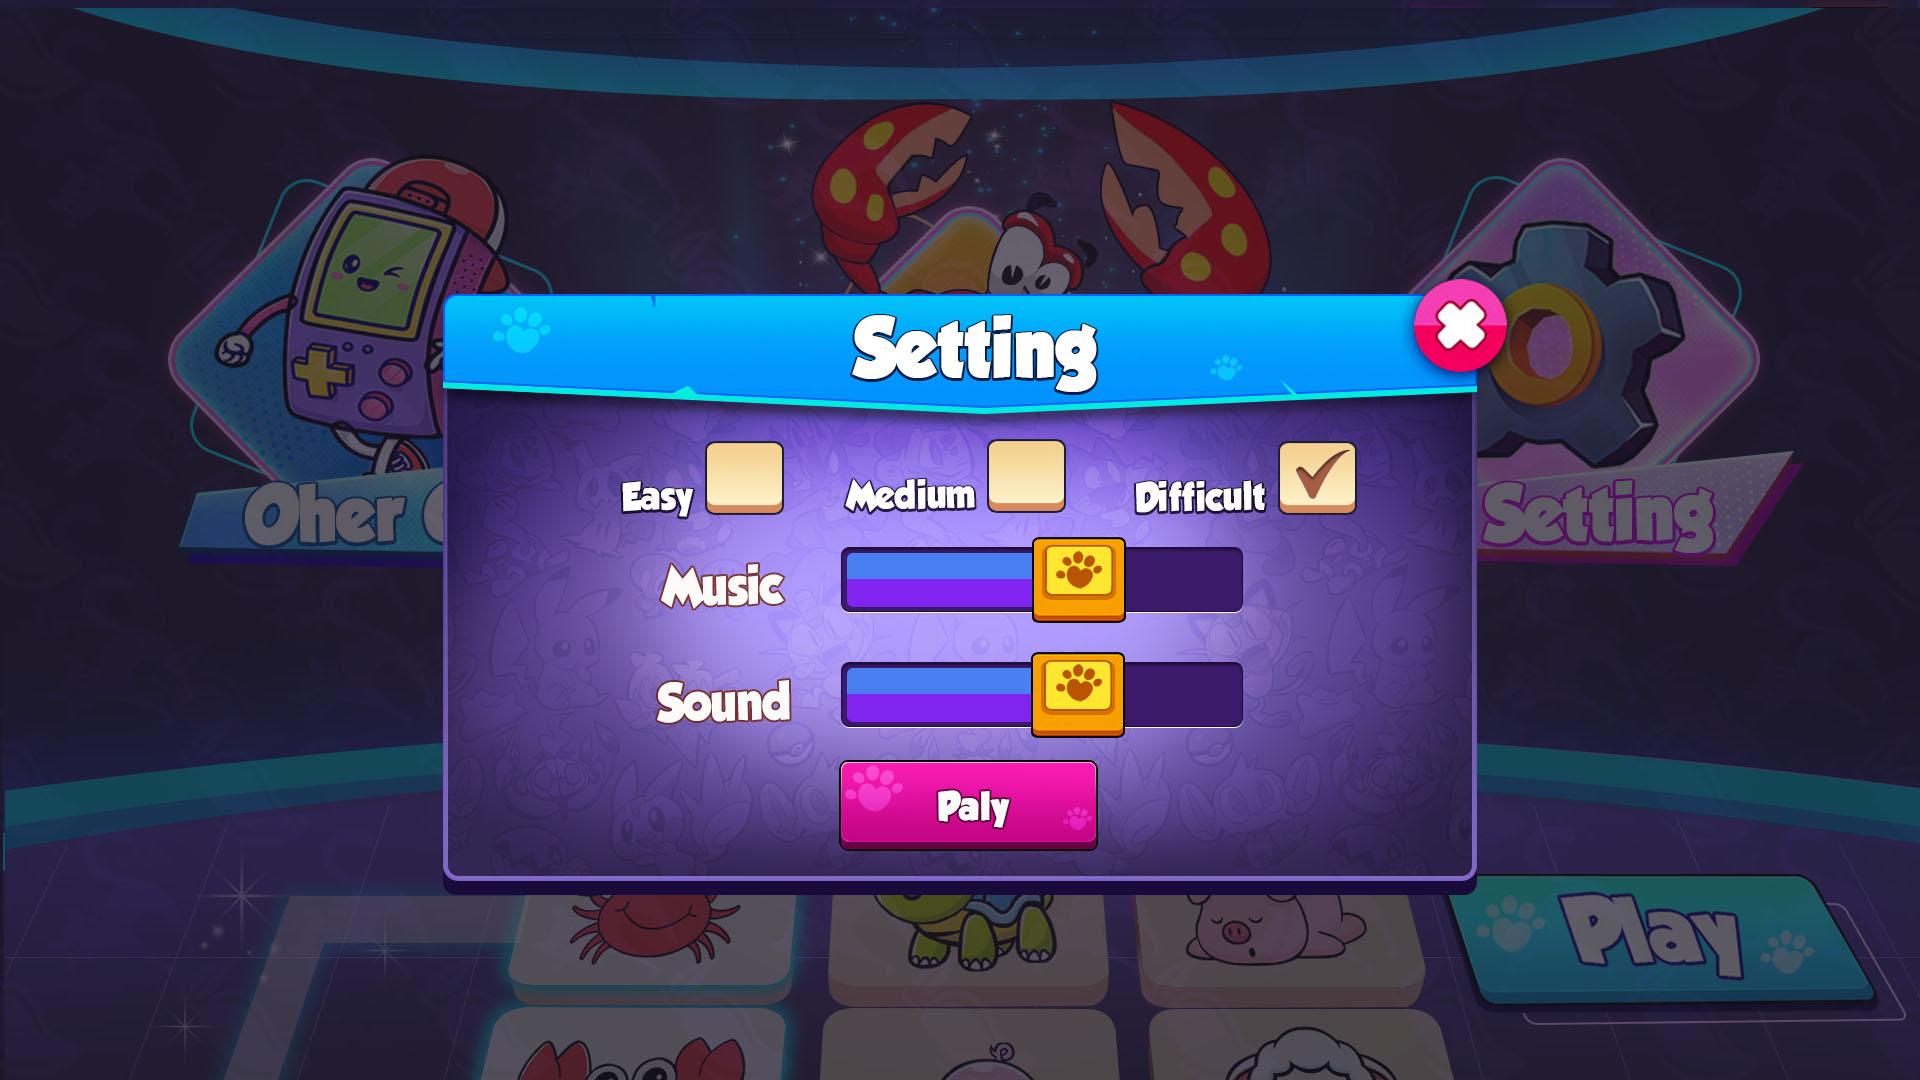 Setting
Easy
Medium
Difficult
Oher
Setting
Music
Sound
Paly
Play